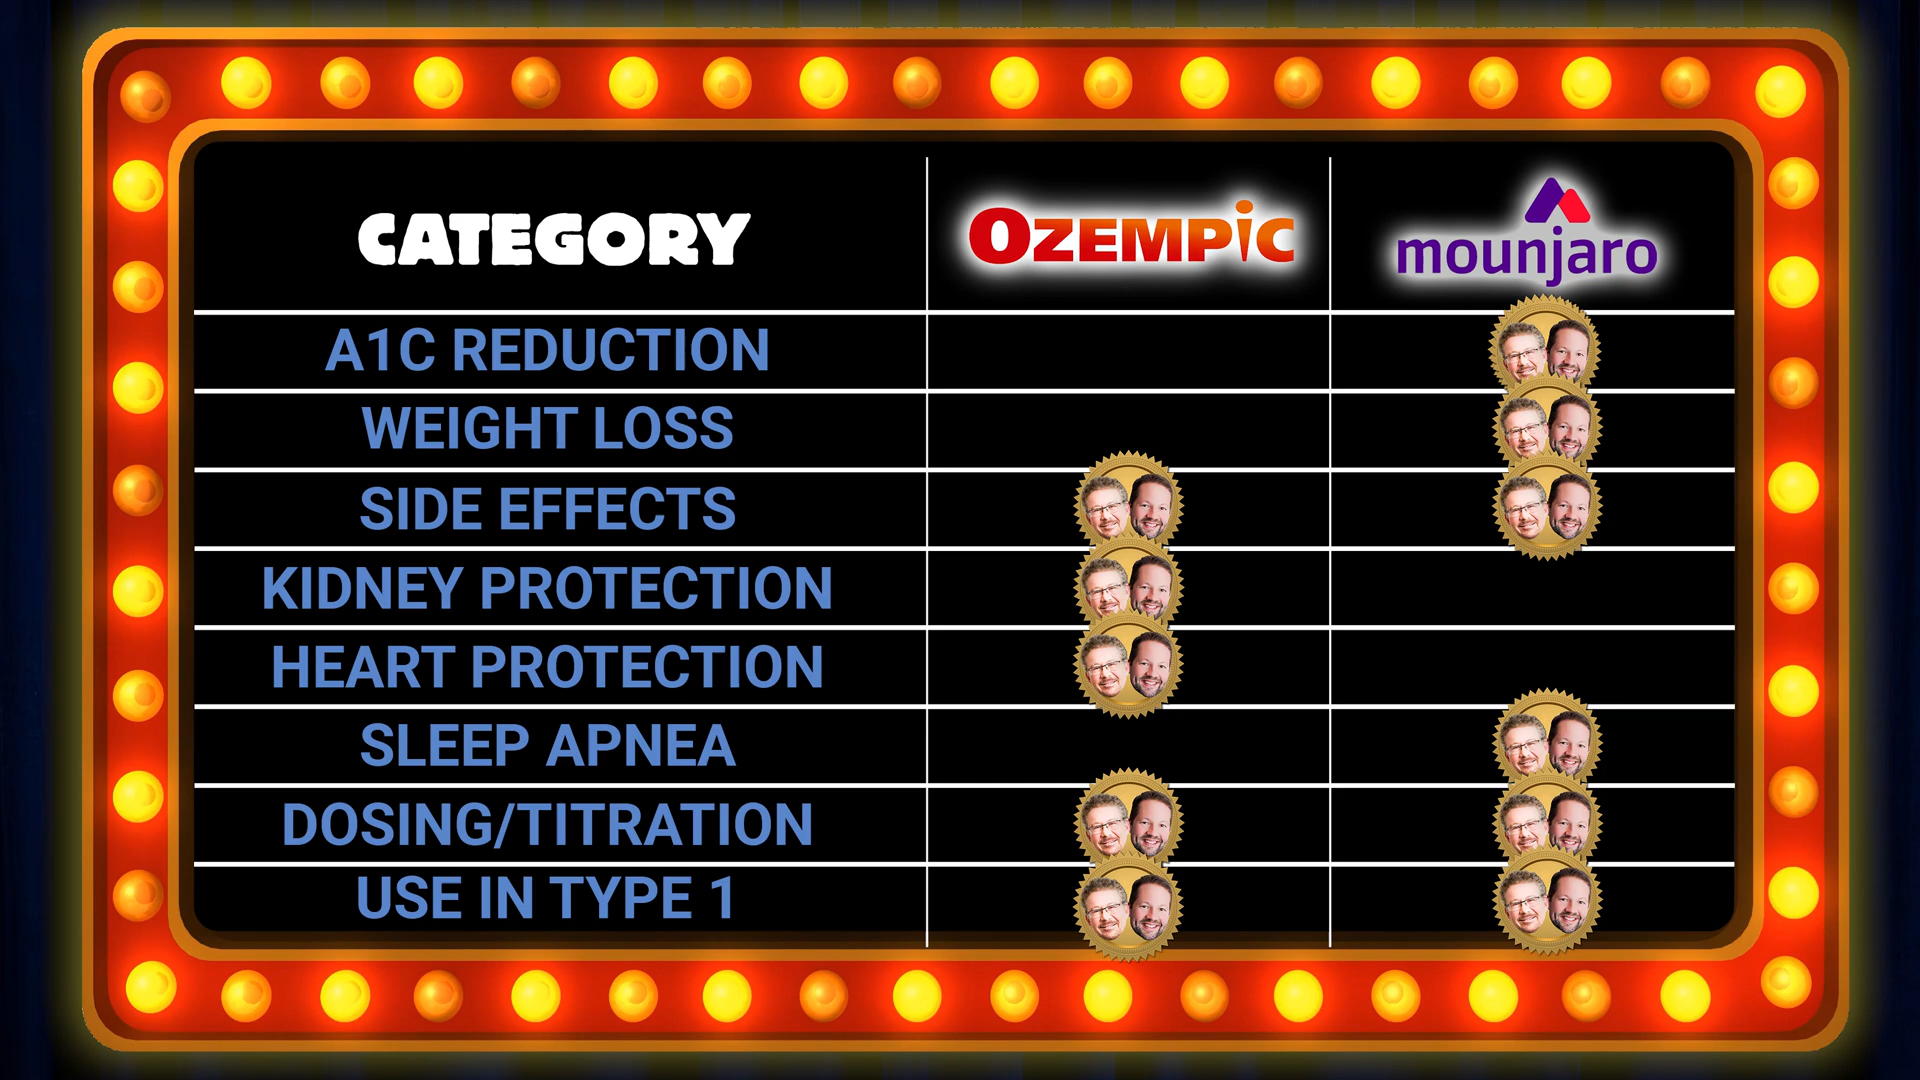 CATEGORY OZEMPIC mounjaro
A1C REDUCTION
WEIGHT LOSS
SIDE EFFECTS
KIDNEY PROTECTION
HEART PROTECTION
SLEEP APNEA
DOSING/TITRATION
USE IN TYPE 1